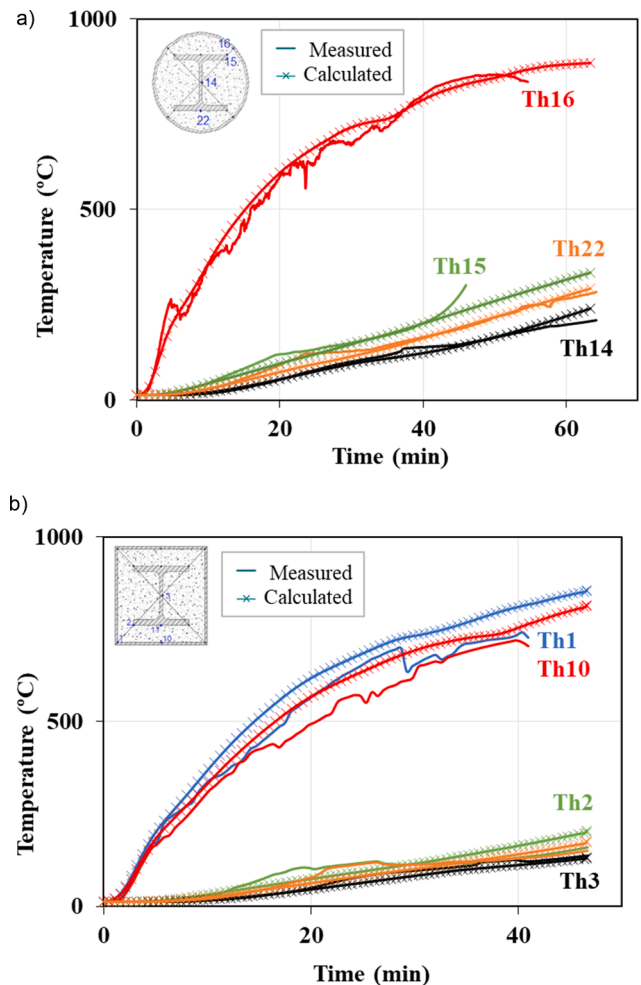 a)
1000
500
0
Temperature (ºC)
16
15
14
22
Measured
Calculated
Th16
Th15
Th22
Th14
0
20
40
60
Time (min)
b)
1000
500
0
Temperature (ºC)
3
2
11
1
10
Measured
Calculated
Th1
Th10
Th2
Th3
0
20
40
Time (min)